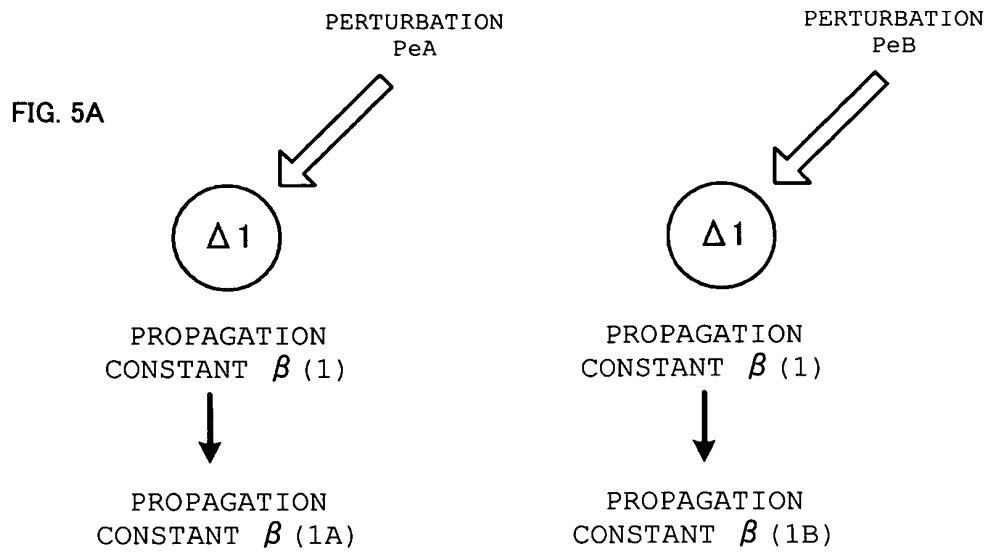 PERTURBATION
PeA
PERTURBATION
PeB
FIG. 5A
Δ1
Δ1
PROPAGATION
CONSTANT β(1)
PROPAGATION
CONSTANT β(1)
PROPAGATION
CONSTANT β(1A)
PROPAGATION
CONSTANT β(1B)